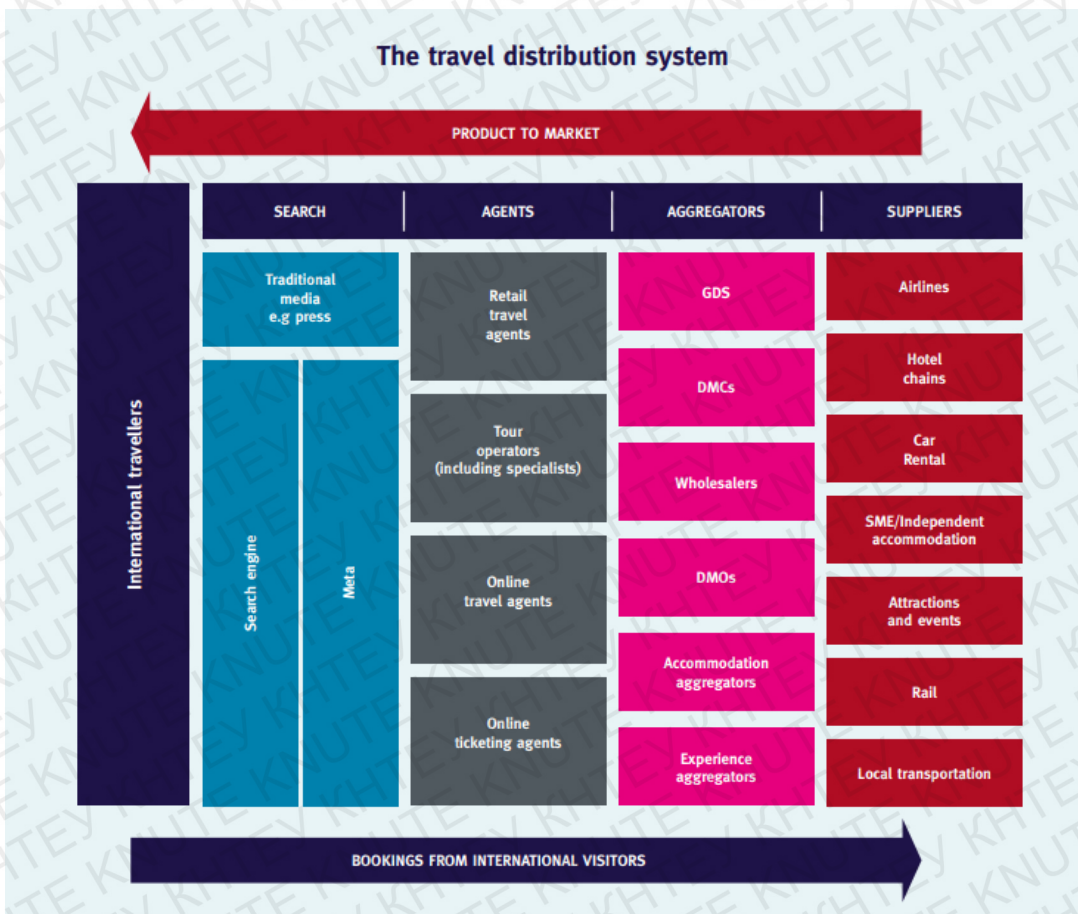 The travel distribution system
PRODUCT TO MARKET
International travellers
SEARCH
AGENTS
AGGREGATORS
SUPPLIERS
Traditional
media
e.g press
Search engine
Meta
Retail
travel
agents
Tour
operators
(including specialists)
Online
travel agents
Online
ticketing agents
GDS
DMCs
Wholesalers
DMOs
Accommodation
aggregators
Experience
aggregators
Airlines
Hotel
chains
Car
Rental
SME/Independent
accommodation
Attractions
and events
Rail
Local transportation
BOOKINGS FROM INTERNATIONAL VISITORS
КНТЕУ KNUTE